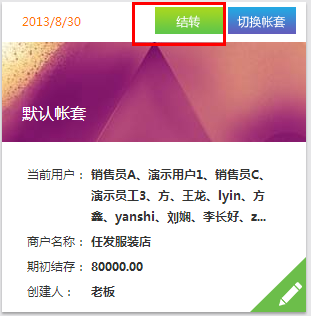 2013/8/30 结转 切换帐套
默认帐套
当前用户： 销售员A、演示用户1、销售员C、
演示员工3、方、王龙、lyin、方
鑫、yanshi、刘娴、李长好、z...
商户名称： 任发服装店
期初结存： 80000.00
创建人： 老板